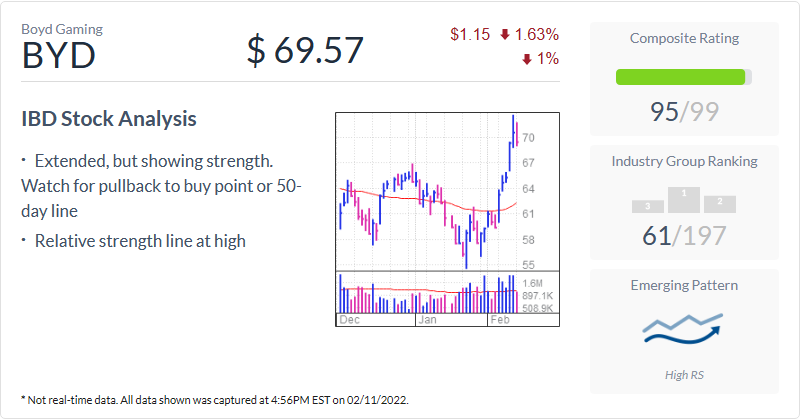 Boyd Gaming
BYD
$ 69.57
$1.15 1.63%
1%
IBD Stock Analysis
· Extended, but showing strength.
Watch for pullback to buy point or 50-
day line
· Relative strength line at high
70
67
64
61
58
55
1.6M
897.1K
508.9K
Dec Jan Feb
Composite Rating
95/99
Industry Group Ranking
3 1 2
61/197
Emerging Pattern
High RS
* Not real-time data. All data shown was captured at 4:56PM EST on 02/11/2022.